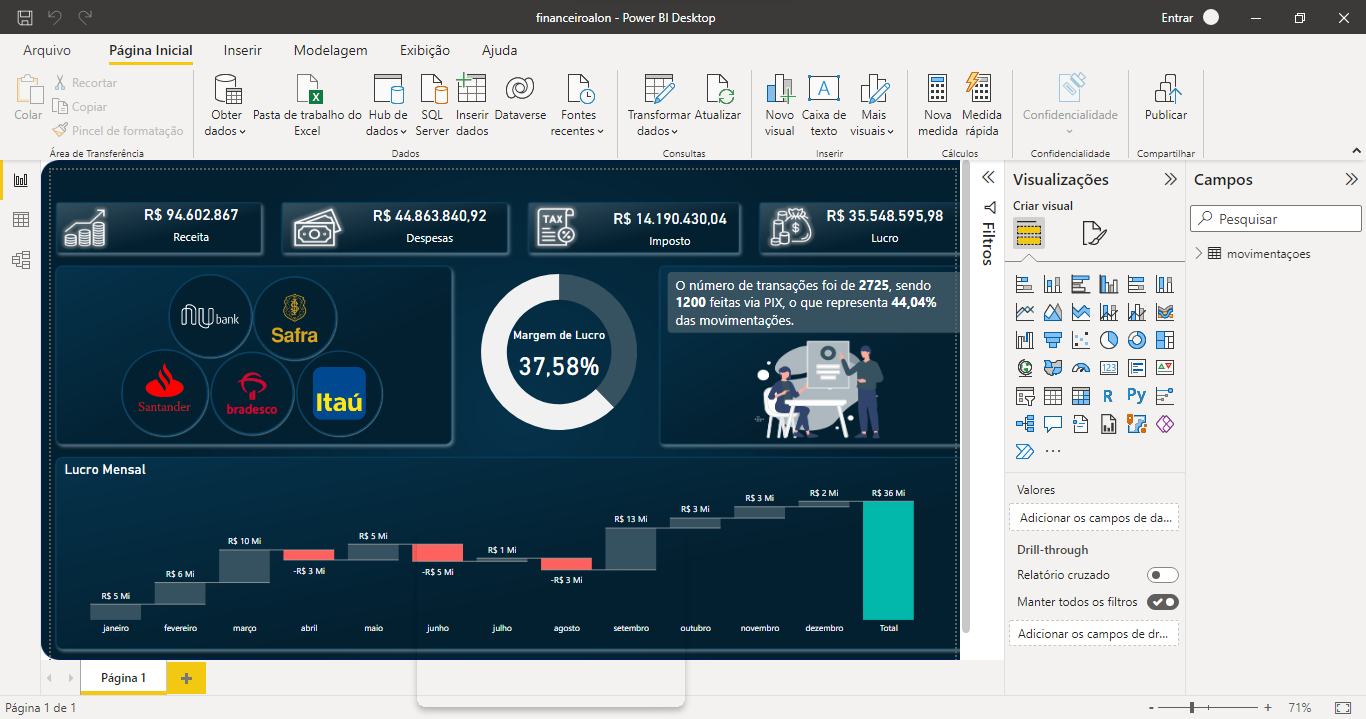 financeiroalon - Power BI Desktop
Entrar
Arquivo
Página Inicial
Inserir
Modelagem
Exibição
Ajuda
Colar
Recortar
Copiar
Pincel de formatação
Obter
dados
Pasta de trabalho do
Excel
Hub de
dados
SQL
Server
Inserir
dados
Dataverse
Fontes
recentes
Transformar
dados
Atualizar
Novo
visual
A
Caixa de
texto
Mais
visuais
Nova
medida
Medida
rápida
Confidencialidade
Publicar
Área de Transferência
Dados
Consultas
Inserir
Cálculos
Confidencialidade
Compartilhar
R$ 94.602.867
Receita
R$ 44.863.840,92
Despesas
TAX
R$ 14.190.430,04
Imposto
R$ 35.548.595,98
Lucro
nu bank
Safra
Santander
bradesco
Itaú
Margem de Lucro
37,58%
O número de transações foi de 2725, sendo
1200 feitas via PIX, o que representa 44,04%
das movimentações.
Lucro Mensal
R$ 5 Mi
R$ 6 Mi
R$ 10 Mi
-R$ 3 Mi
R$ 5 Mi
-R$ 5 Mi
R$ 1 Mi
-R$ 3 Mi
R$ 13 Mi
R$ 3 Mi
R$ 3 Mi
R$ 2 Mi
R$ 36 Mi
janeiro
fevereiro
março
abril
maio
junho
julho
agosto
setembro
outubro
novembro
dezembro
Total
Filtros
Visualizações
Criar visual
123
R
Py
Valores
Adicionar os campos de da...
Drill-through
Relatório cruzado
Manter todos os filtros
Adicionar os campos de dr...
Campos
Pesquisar
movimentaçoes
Página 1
Página 1 de 1
71%